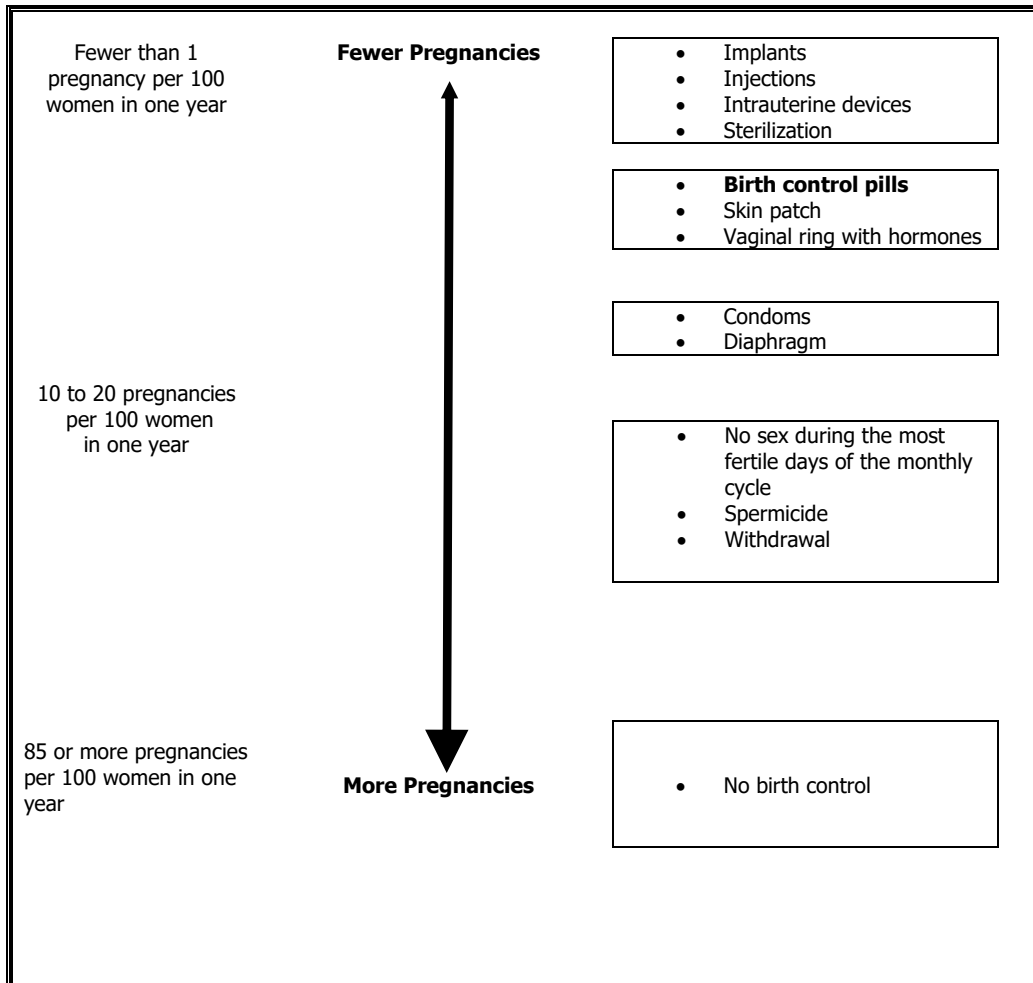 Fewer than 1
pregnancy per 100
women in one year
Fewer Pregnancies
• Implants
• Injections
• Intrauterine devices
• Sterilization
• Birth control pills
• Skin patch
• Vaginal ring with hormones
• Condoms
• Diaphragm
10 to 20 pregnancies
per 100 women
in one year
• No sex during the most
fertile days of the monthly
cycle
• Spermicide
• Withdrawal
85 or more pregnancies
per 100 women in one
year
More Pregnancies
• No birth control